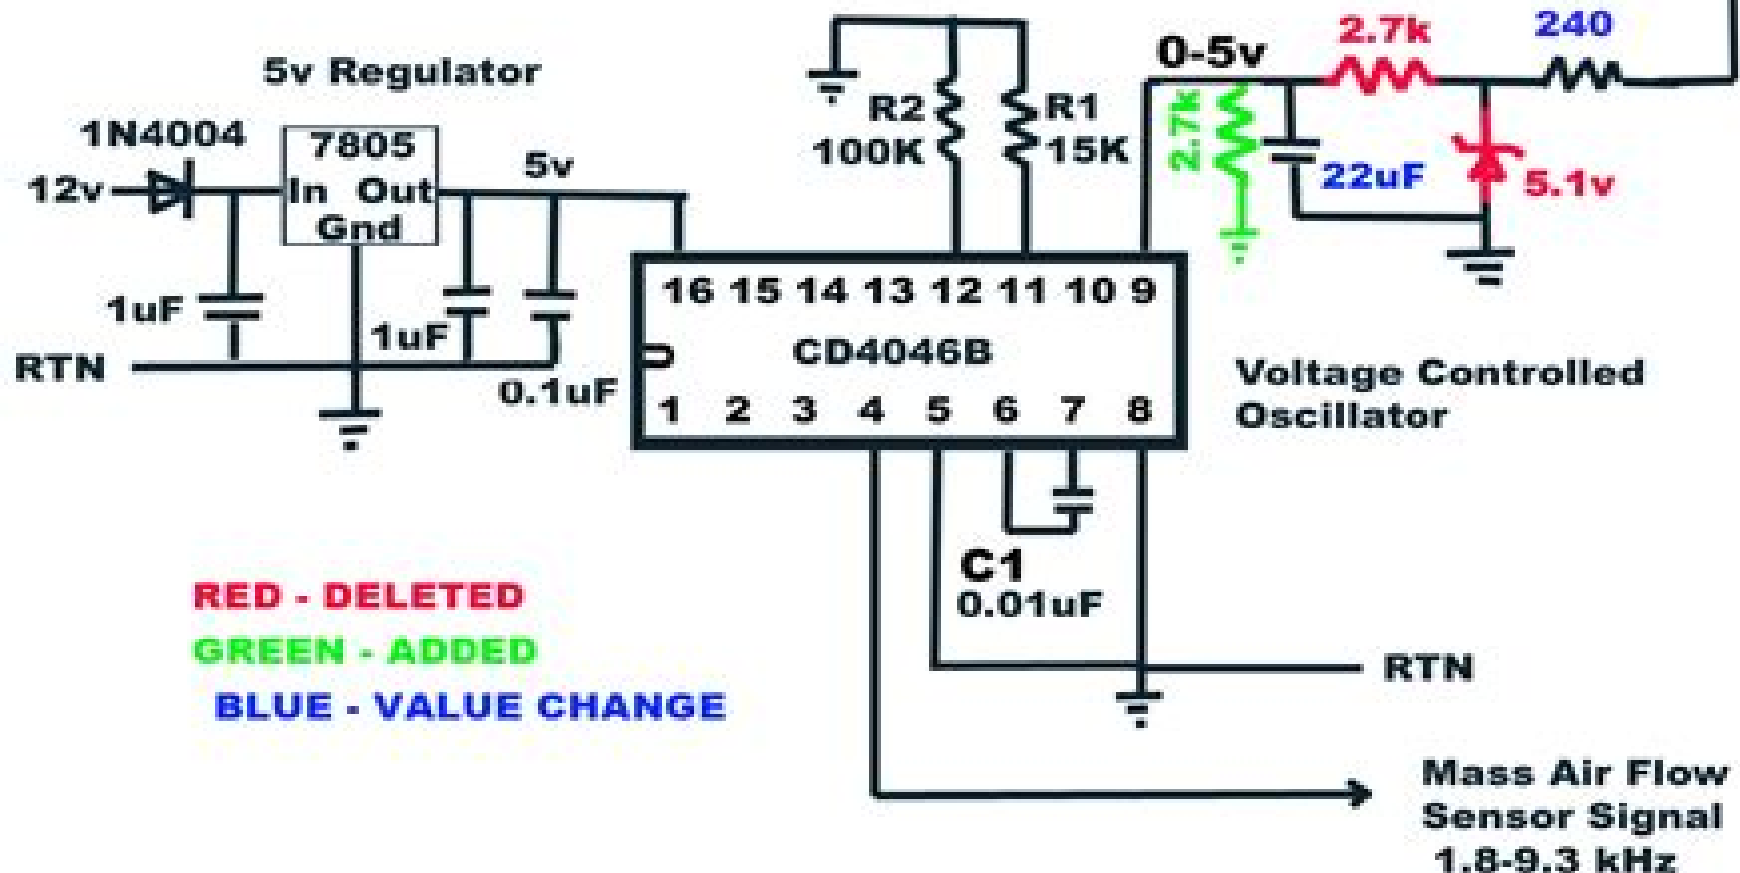 5v Regulator
1N4004
7805
In Out
Gnd
12v
5v
1uF
1uF
0.1uF
RTN
R2
100K
R1
15K
0-5v
2.7k
2.7k
240
22uF
5.1v
16 15 14 13 12 11 10 9
CD4046B
1 2 3 4 5 6 7 8
Voltage Controlled
Oscillator
C1
0.01uF
RED - DELETED
GREEN - ADDED
BLUE - VALUE CHANGE
RTN
Mass Air Flow
Sensor Signal
1.8-9.3 kHz